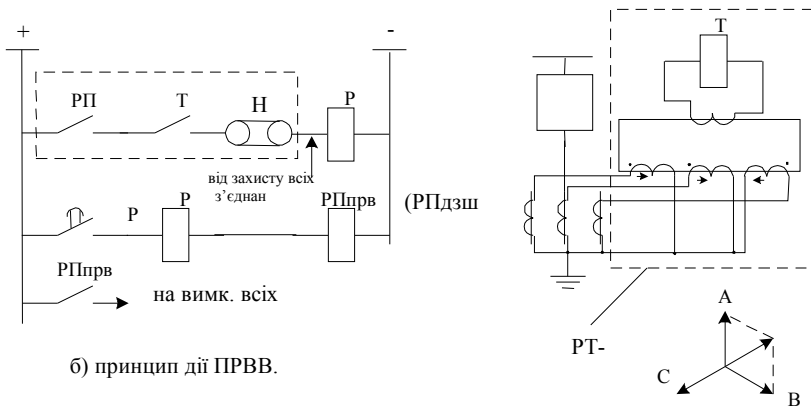 +
-
РП
Т
Н
Р
від захисту всіх
з’єднан
Р
Р
РПпрв
(РПдзш
РПпрв
на вимк. всіх
б) принцип дії ПРВВ.
Т
РТ-
А
С
В